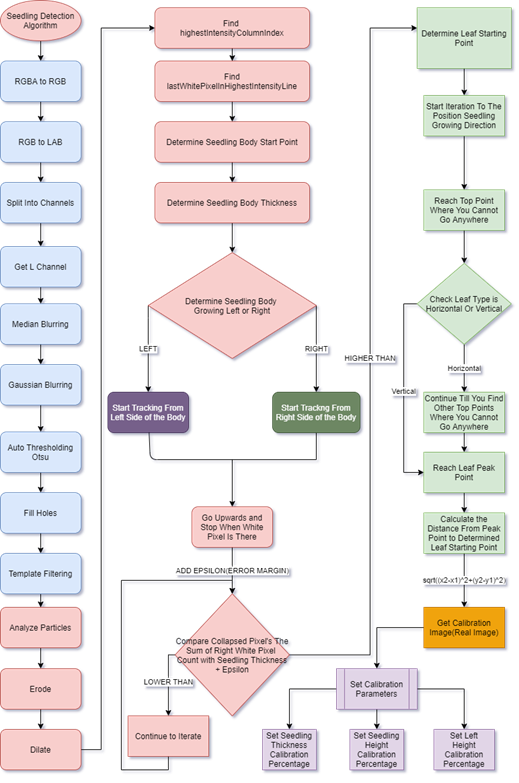 Seedling Detection
Algorithm
RGBA to RGB
RGB to LAB
Split Into Channels
Get L Channel
Median Blurring
Gaussian Blurring
Auto Thresholding
Otsu
Fill Holes
Template Filtering
Analyze Particles
Erode
Dilate
Find
highestIntensityColumnIndex
Find
lastWhitePixelInHighestIntensityLine
Determine Seedling Body Start Point
Determine Seedling Body Thickness
Determine Seedling Body
Growing Left or Right
LEFT
RIGHT
Start Tracking From
Left Side of the Body
Start Tracking From
Right Side of the Body
Go Upwards and
Stop When White
Pixel Is There
ADD EPSILON(ERROR MARGIN)
Compare Collapsed Pixel's The
Sum of Right White Pixel
Count with Seedling Thickness
+ Epsilon
LOWER THAN
Continue to Iterate
HIGHER THAN
Determine Leaf Starting
Point
Start Iteration To The
Position Seedling
Growing Direction
Reach Top Point
Where You Cannot
Go Anywhere
Check Leaf Type is
Horizontal Or Vertical
Horizontal
Vertical
Continue Till You Find
Other Top Points
Where You Cannot
Go Anywhere
Reach Leaf Peak
Point
Calculate the
Distance From Peak
Point to Determined
Leaf Starting Point
sqrt((x2-x1)^2+(y2-y1)^2)
Get Calibration
Image(Real Image)
Set Calibration
Parameters
Set Seedling
Thickness
Calibration
Percentage
Set Seedling
Height
Calibration
Percentage
Set Left
Height
Calibration
Percentage